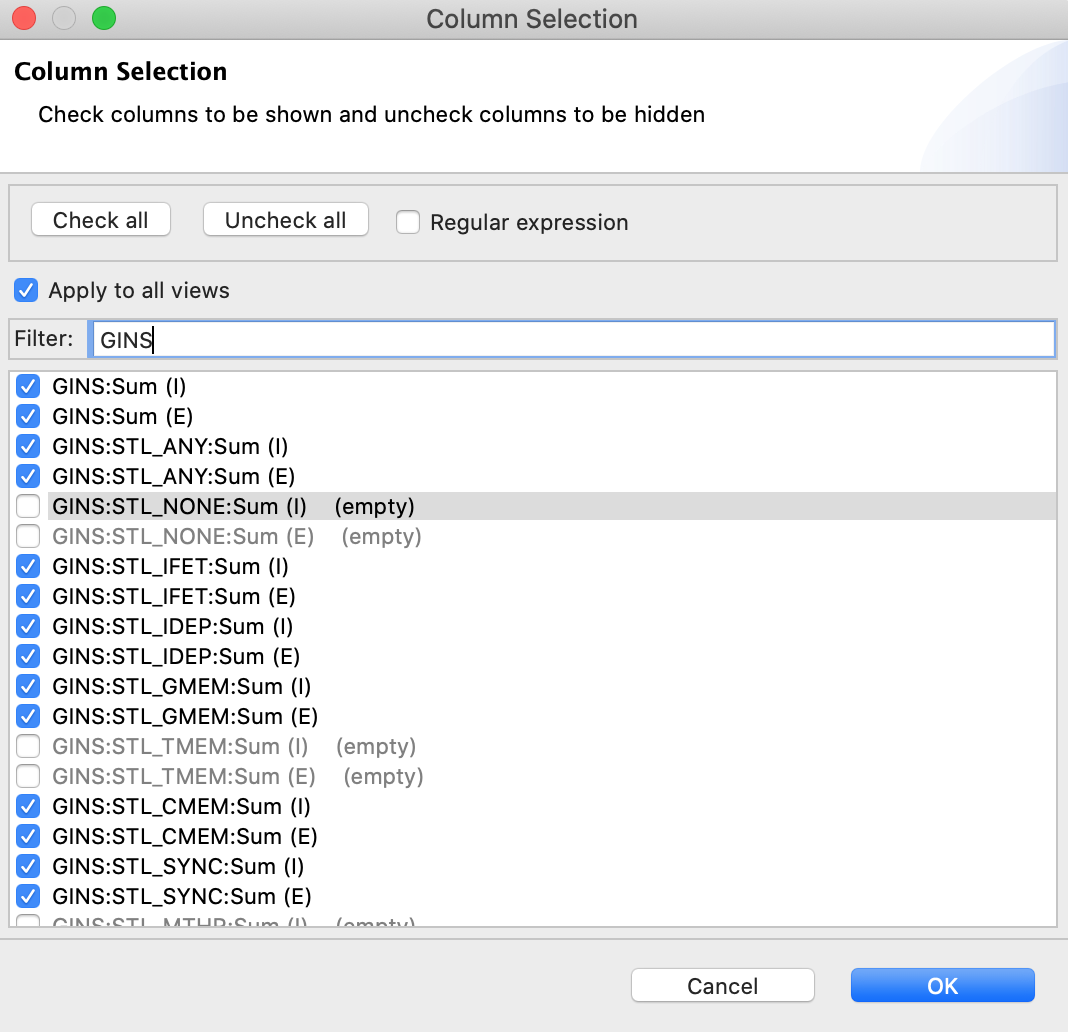 Column Selection
Column Selection
Check columns to be shown and uncheck columns to be hidden
Check all Uncheck all Regular expression
Apply to all views
Filter: GINS
GINS:Sum (I)
GINS:Sum (E)
GINS:STL_ANY:Sum (I)
GINS:STL_ANY:Sum (E)
GINS:STL_NONE:Sum (I) (empty)
GINS:STL_NONE:Sum (E) (empty)
GINS:STL_IFET:Sum (I)
GINS:STL_IFET:Sum (E)
GINS:STL_IDEP:Sum (I)
GINS:STL_IDEP:Sum (E)
GINS:STL_GMEM:Sum (I)
GINS:STL_GMEM:Sum (E)
GINS:STL_TMEM:Sum (I) (empty)
GINS:STL_TMEM:Sum (E) (empty)
GINS:STL_CMEM:Sum (I)
GINS:STL_CMEM:Sum (E)
GINS:STL_SYNC:Sum (I)
GINS:STL_SYNC:Sum (E)
GINS:STL_MTHR:Sum (I) (empty)
Cancel OK